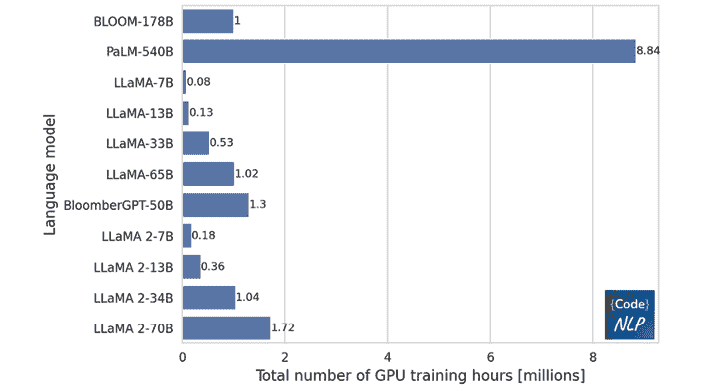 BLOOM-178B 1
PaLM-540B 8.84
LLaMA-7B 0.08
LLaMA-13B 0.13
LLaMA-33B 0.53
LLaMA-65B 1.02
BloomberGPT-50B 1.3
LLaMA 2-7B 0.18
LLaMA 2-13B 0.36
LLaMA 2-34B 1.04
LLaMA 2-70B 1.72
Language model
{Code}
NLP
0 2 4 6 8
Total number of GPU training hours [millions]